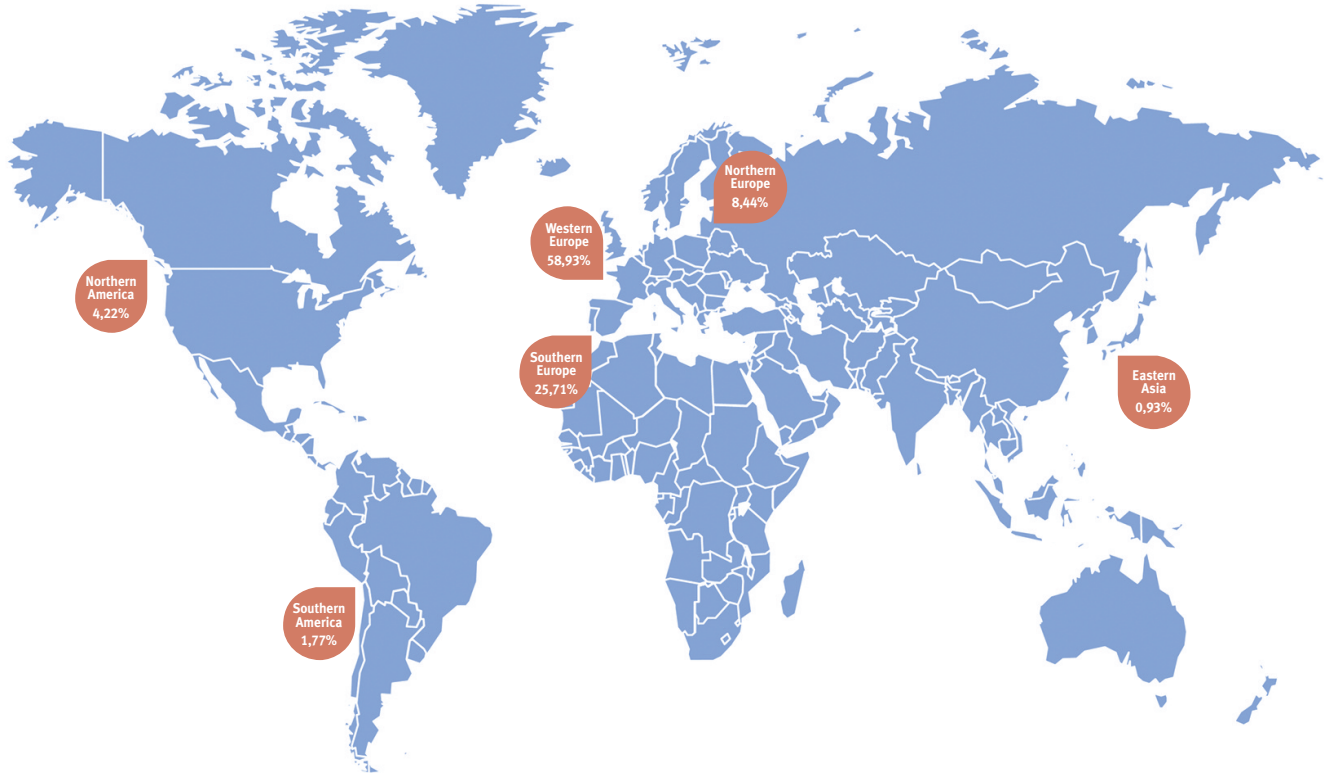 Northern
Europe
8,44%
Western
Europe
58,93%
Northern
America
4,22%
Southern
Europe
25,71%
Eastern
Asia
0,93%
Southern
America
1,77%